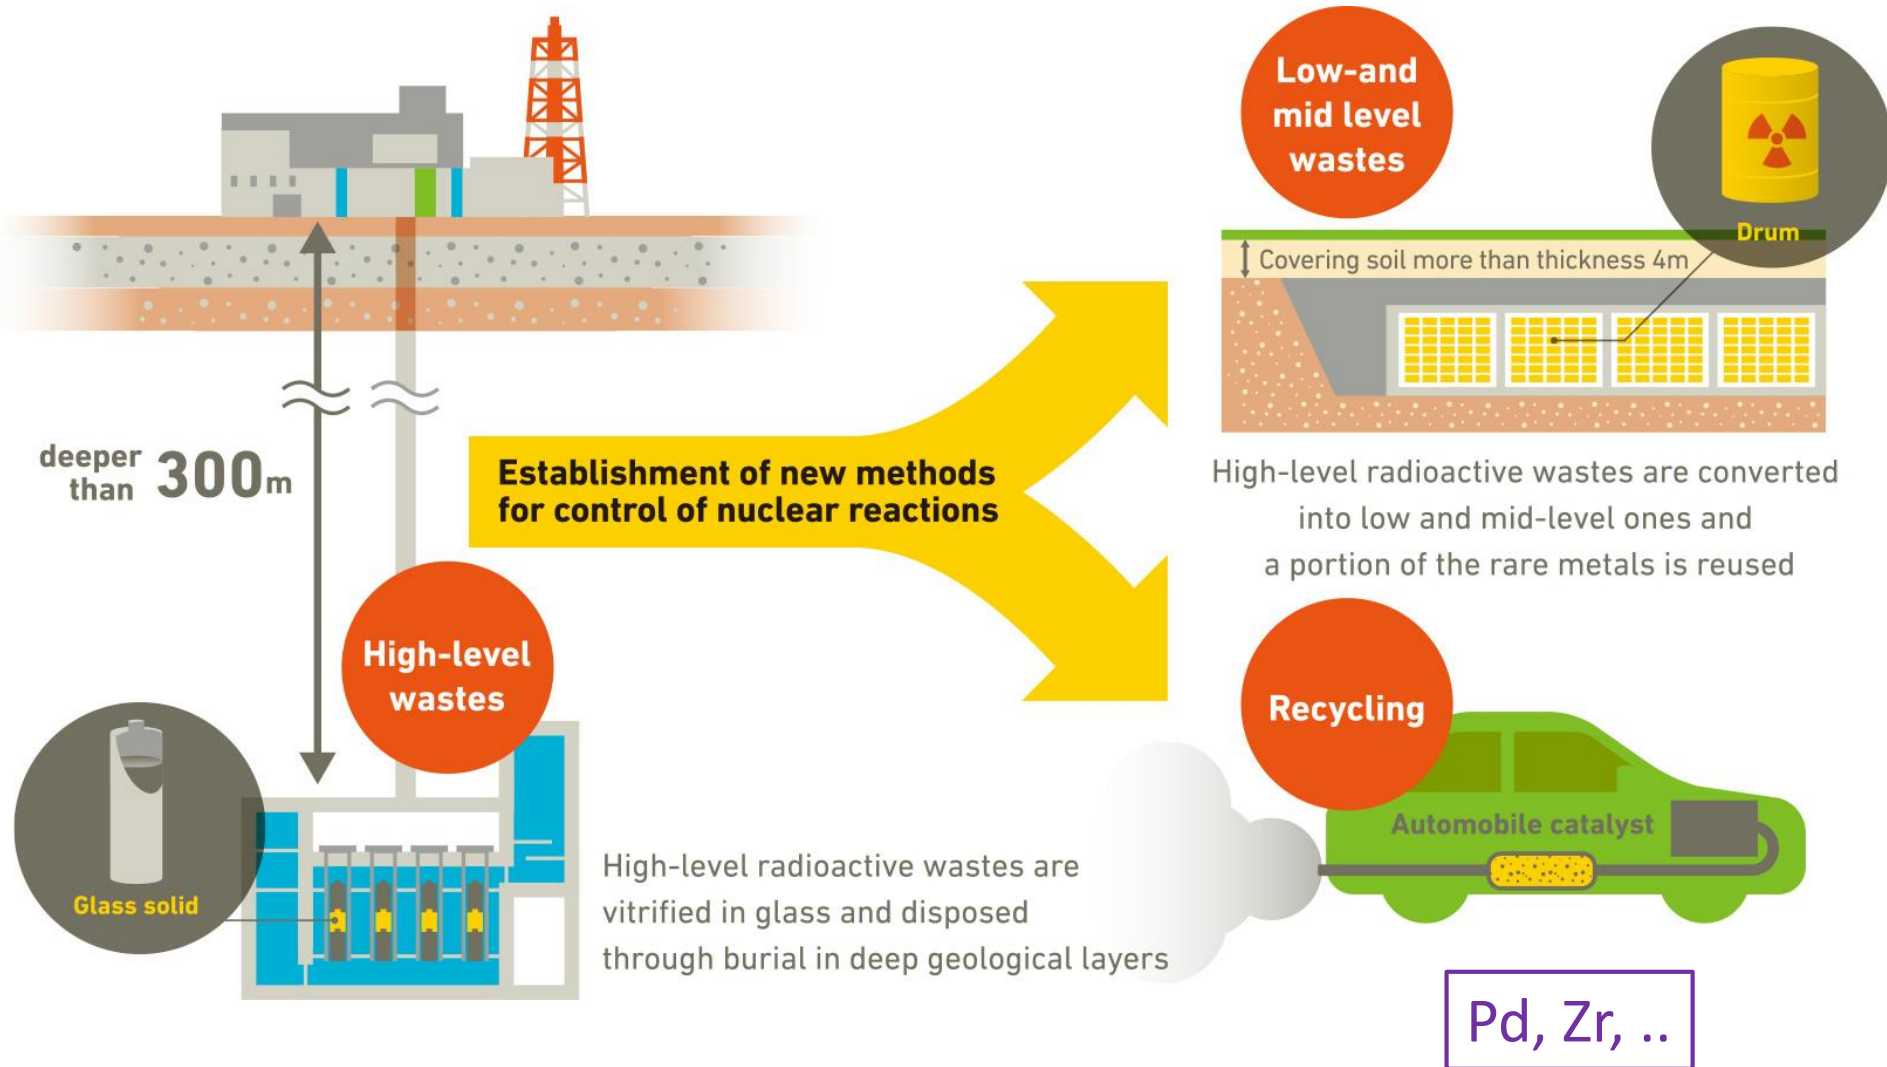 deeper
than 300m
High-level
wastes
Glass solid
High-level radioactive wastes are
vitrified in glass and disposed
through burial in deep geological layers
Establishment of new methods
for control of nuclear reactions
Low-and
mid level
wastes
Drum
Covering soil more than thickness 4m
High-level radioactive wastes are converted
into low and mid-level ones and
a portion of the rare metals is reused
Recycling
Automobile catalyst
Pd, Zr, ..